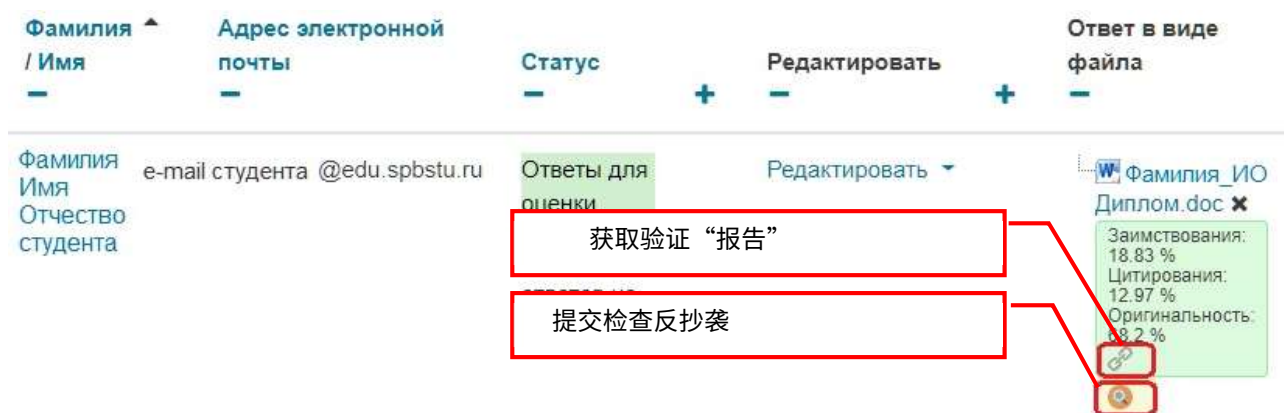 Фамилия
/ Имя
Адрес электронной
почты
Статус
Редактировать
Ответ в виде
файла
Фамилия
Имя
Отчество
студента
e-mail студента @edu.spbstu.ru
Ответы для
оценки
Редактировать
Фамилия_ИО
Диплом.doc
Заимствования:
18.83 %
Цитирования:
12.97 %
Оригинальность:
68.2 %
获取验证“报告”
提交检查反抄袭